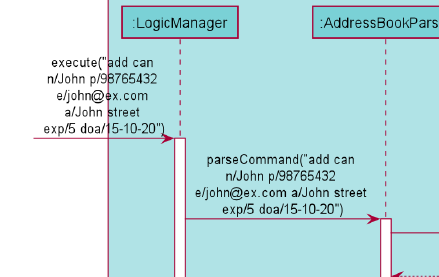 :LogicManager
:AddressBookPars
execute("add can
n/John p/98765432
e/john@ex.com
a/John street
exp/5 doa/15-10-20")
parseCommand("add can
n/John p/98765432
e/john@ex.com a/John street
exp/5 doa/15-10-20")